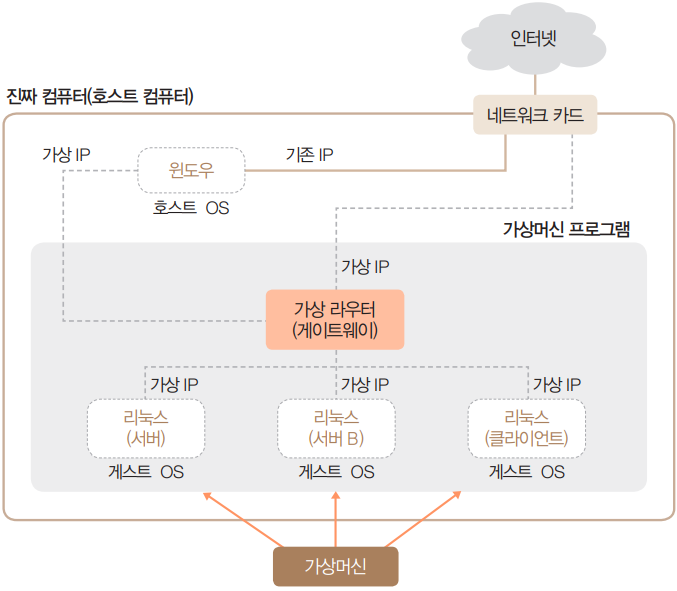 인터넷
진짜 컴퓨터(호스트 컴퓨터)
네트워크 카드
가상 IP
기존 IP
윈도우
호스트 OS
가상머신 프로그램
가상 IP
가상 라우터
(게이트웨이)
가상 IP
가상 IP
가상 IP
리눅스
(서버)
리눅스
(서버 B)
리눅스
(클라이언트)
게스트 OS
게스트 OS
게스트 OS
가상머신